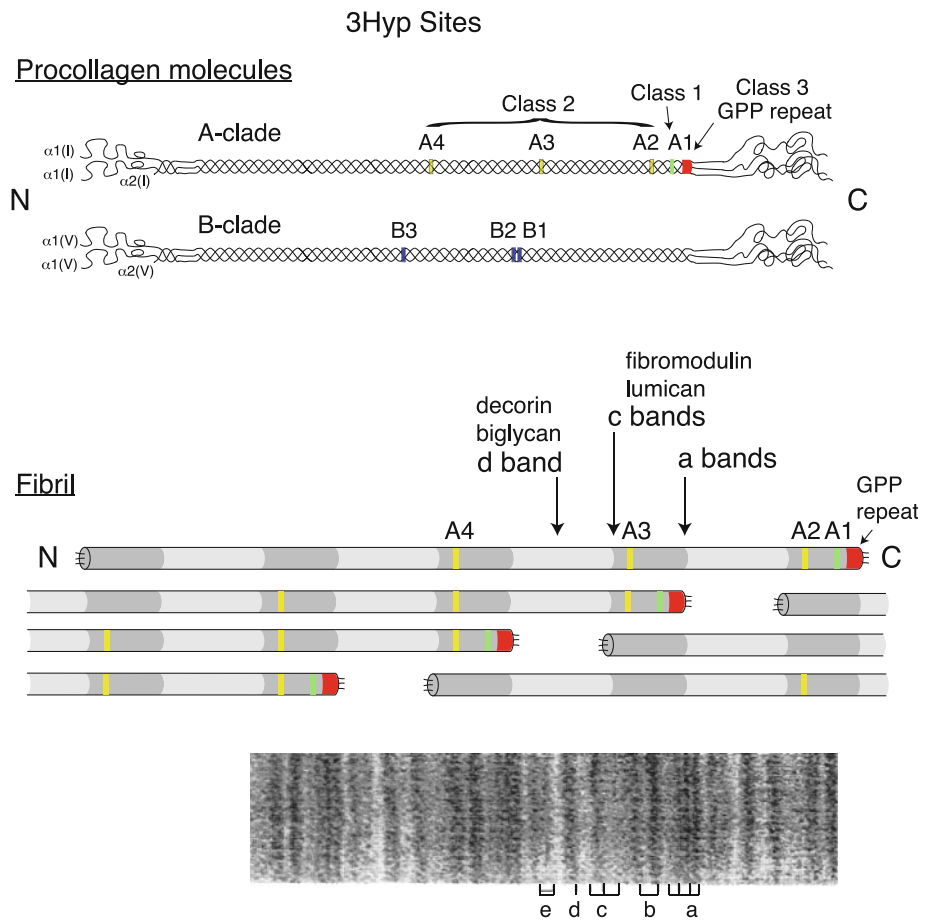 3Hyp Sites
Procollagen molecules
Class 2
Class 1
Class 3
GPP repeat
A-clade
A4
A3
A2
A1
α1(I)
α1(I)
α2(I)
N
C
B-clade
B3
B2
B1
α1(V)
α1(V)
α2(V)
decorin
biglycan
d band
fibromodulin
lumican
c bands
a bands
Fibril
GPP
repeat
N
A4
A3
A2
A1
C
e
d
c
b
a